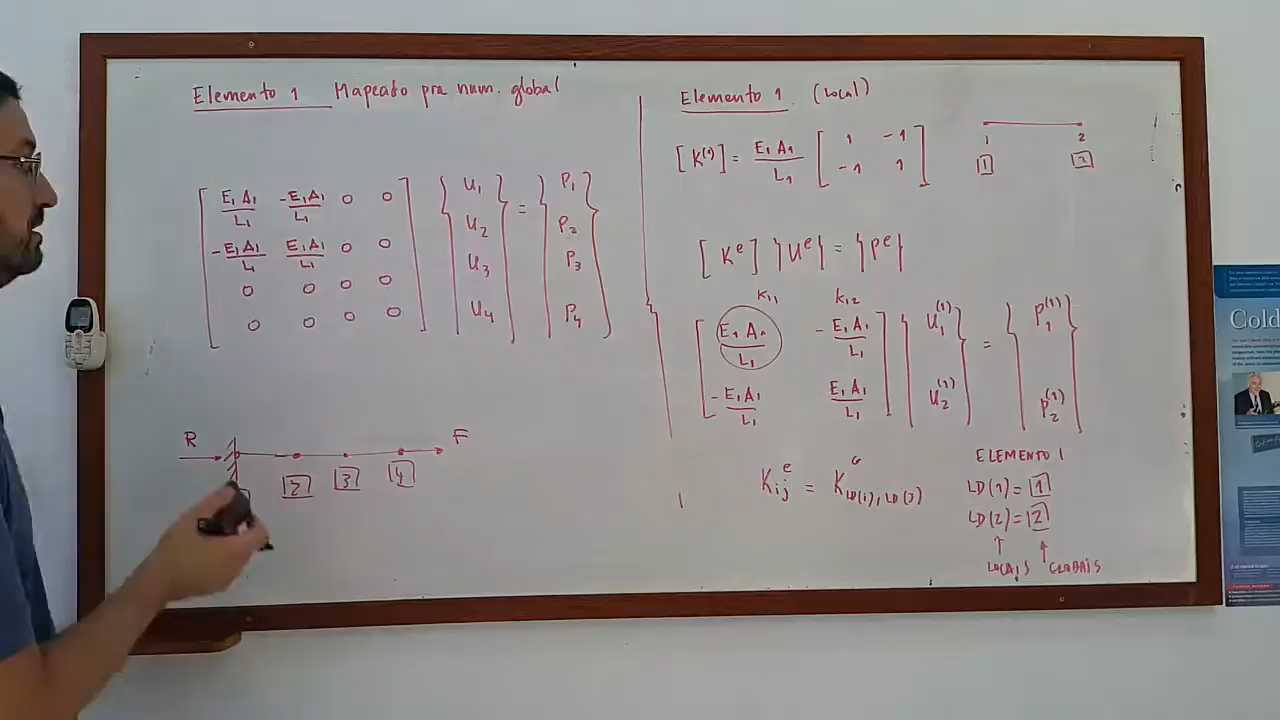 Elemento 1 Mapeado pra num. global
[ E₁A₁/L₁ -E₁A₁/L₁ 0 0 ] { U₁ } = { P₁ }
[ -E₁A₁/L₁ E₁A₁/L₁ 0 0 ] { U₂ } { P₂ }
[ 0 0 0 0 ] { U₃ } { P₃ }
[ 0 0 0 0 ] { U₄ } { P₄ }
R F
2 3 4
Elemento 1 (Local)
[K⁽¹⁾] = E₁A₁/L₁ [ 1 -1 ]
[ -1 1 ]
1 2
1 2
[Kᵉ] {Uᵉ} = {Pᵉ}
K₁₁ K₁₂
[ E₁A₁/L₁ -E₁A₁/L₁ ] { U₁⁽¹⁾ } = { P₁⁽¹⁾ }
[ -E₁A₁/L₁ E₁A₁/L₁ ] { U₂⁽¹⁾ } { P₂⁽¹⁾ }
Kᵢⱼᵉ = K^G LD(i), LD(j)
ELEMENTO 1
LD(1) = 1
LD(2) = 2
↑ ↑
LOCAIS GLOBAIS
Cold